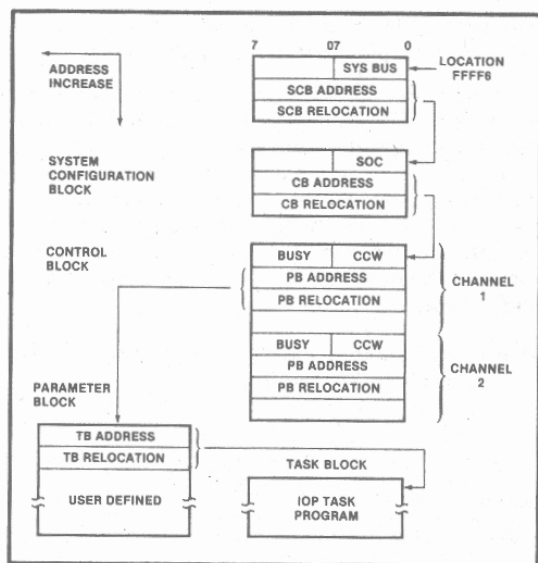 7 07 0
ADDRESS
INCREASE
SYS BUS
LOCATION
FFFF6
SCB ADDRESS
SCB RELOCATION
SYSTEM
CONFIGURATION
BLOCK
SOC
CB ADDRESS
CB RELOCATION
CONTROL
BLOCK
BUSY CCW
PB ADDRESS
PB RELOCATION
CHANNEL
1
BUSY CCW
PB ADDRESS
PB RELOCATION
CHANNEL
2
PARAMETER
BLOCK
TB ADDRESS
TB RELOCATION
USER DEFINED
TASK BLOCK
IOP TASK
PROGRAM